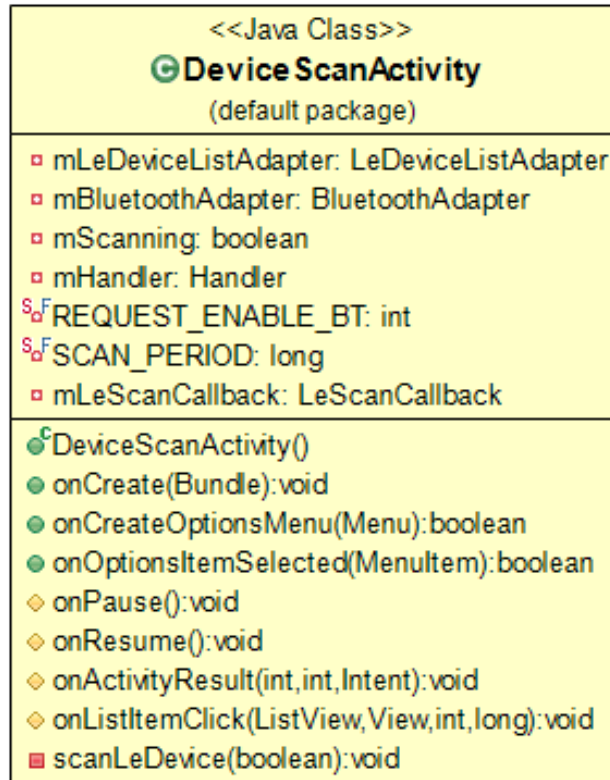 <<Java Class>>
DeviceScanActivity
(default package)
mLeDeviceListAdapter: LeDeviceListAdapter
mBluetoothAdapter: BluetoothAdapter
mScanning: boolean
mHandler: Handler
REQUEST_ENABLE_BT: int
SCAN_PERIOD: long
mLeScanCallback: LeScanCallback
DeviceScanActivity()
onCreate(Bundle):void
onCreateOptionsMenu(Menu):boolean
onOptionsItemSelected(MenuItem):boolean
onPause():void
onResume():void
onActivityResult(int,int,Intent):void
onListItemClick(ListView,View,int,long):void
scanLeDevice(boolean):void